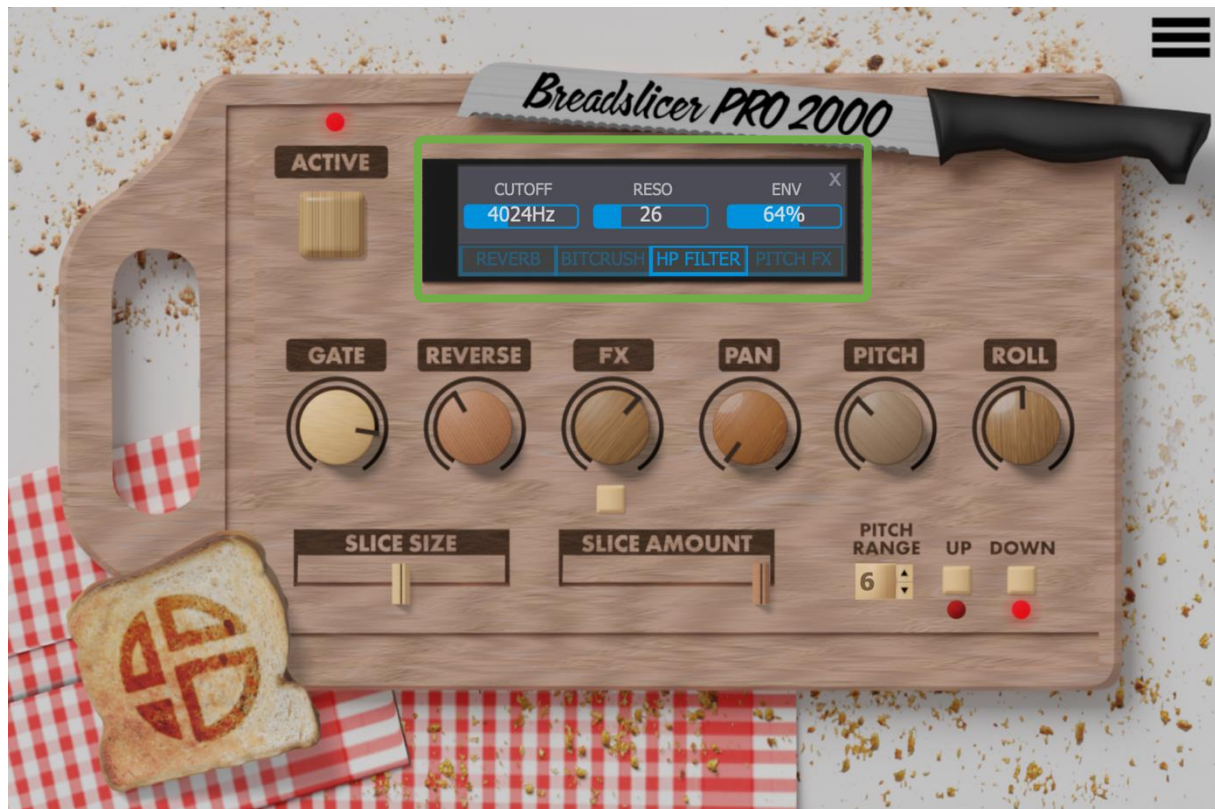 Breadslicer PRO 2000
ACTIVE
CUTOFF RESO ENV X
4024Hz 26 64%
REVERB BITCRUSH HP FILTER PITCH FX
GATE REVERSE FX PAN PITCH ROLL
SLICE SIZE SLICE AMOUNT
PITCH
RANGE UP DOWN
6